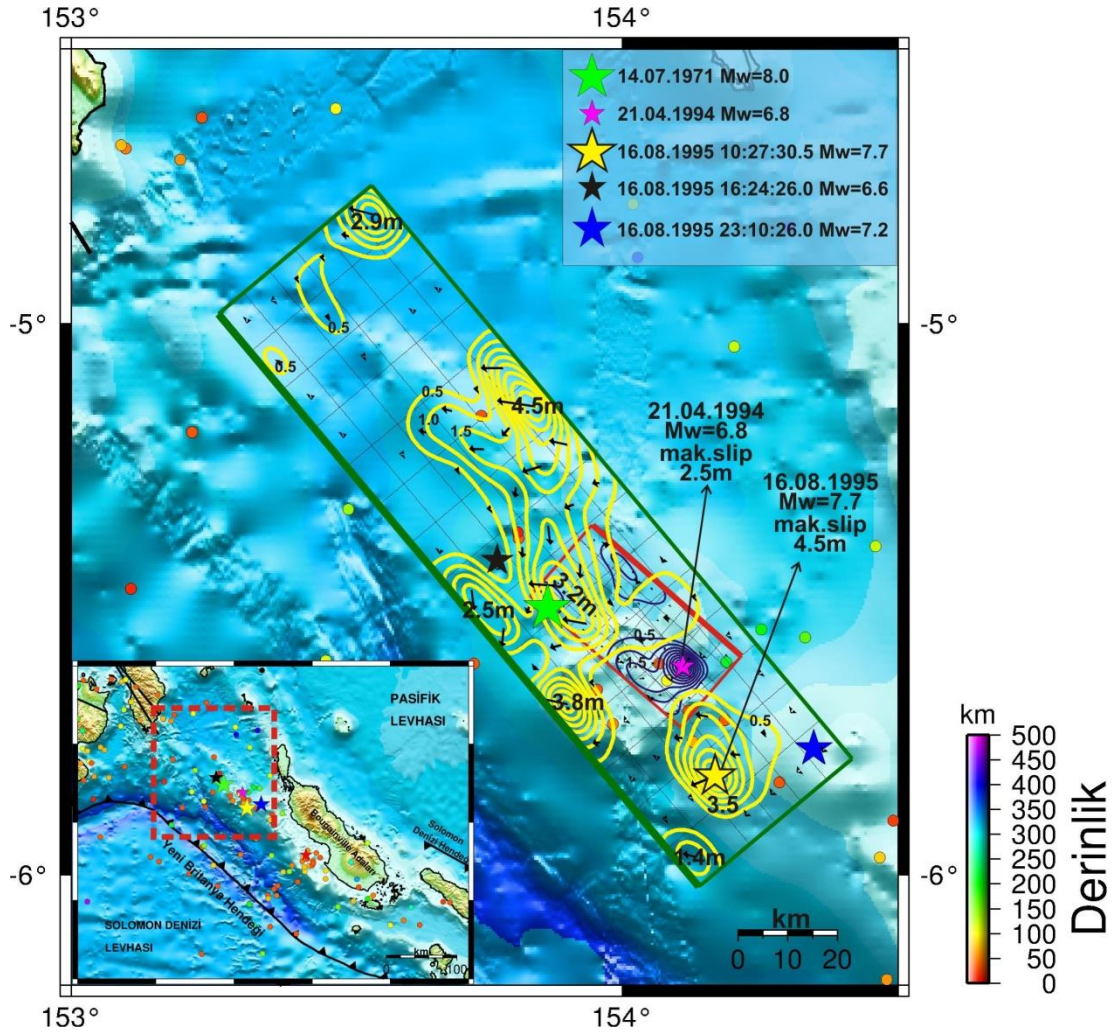 153°
154°
14.07.1971 Mw=8.0
21.04.1994 Mw=6.8
16.08.1995 10:27:30.5 Mw=7.7
16.08.1995 16:24:26.0 Mw=6.6
16.08.1995 23:10:26.0 Mw=7.2
2.9m
-5°
-5°
0.5
0.5
0.5
1.0
1.5
4.5m
21.04.1994
Mw=6.8
mak.slip
2.5m
16.08.1995
Mw=7.7
mak.slip
4.5m
3.2m
2.5m
0.5
1.5
3.8m
0.5
3.5
1.4m
-6°
-6°
km
0 10 20
PASİFİK
LEVHASI
Bougainville Adaları
Solomon
Denizi Hendeği
Yeni Britanya Hendeği
SOLOMON DENİZİ
LEVHASI
km
0 100
km
500
450
400
350
300
250
200
150
100
50
0
Derinlik
153°
154°